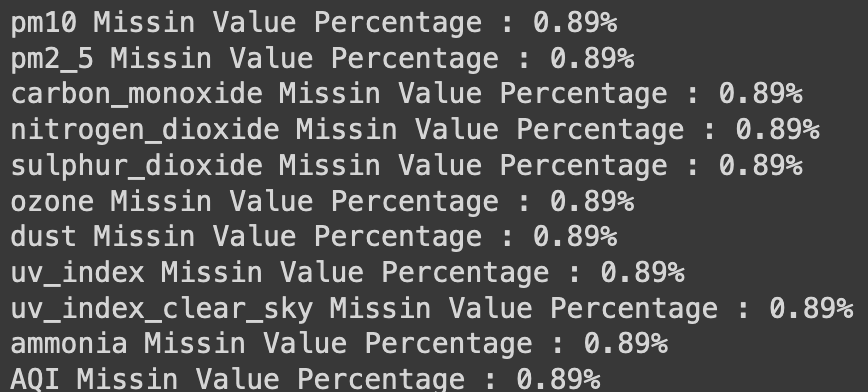 pm10 Missin Value Percentage : 0.89%
pm2_5 Missin Value Percentage : 0.89%
carbon_monoxide Missin Value Percentage : 0.89%
nitrogen_dioxide Missin Value Percentage : 0.89%
sulphur_dioxide Missin Value Percentage : 0.89%
ozone Missin Value Percentage : 0.89%
dust Missin Value Percentage : 0.89%
uv_index Missin Value Percentage : 0.89%
uv_index_clear_sky Missin Value Percentage : 0.89%
ammonia Missin Value Percentage : 0.89%
AQI Missin Value Percentage : 0.89%